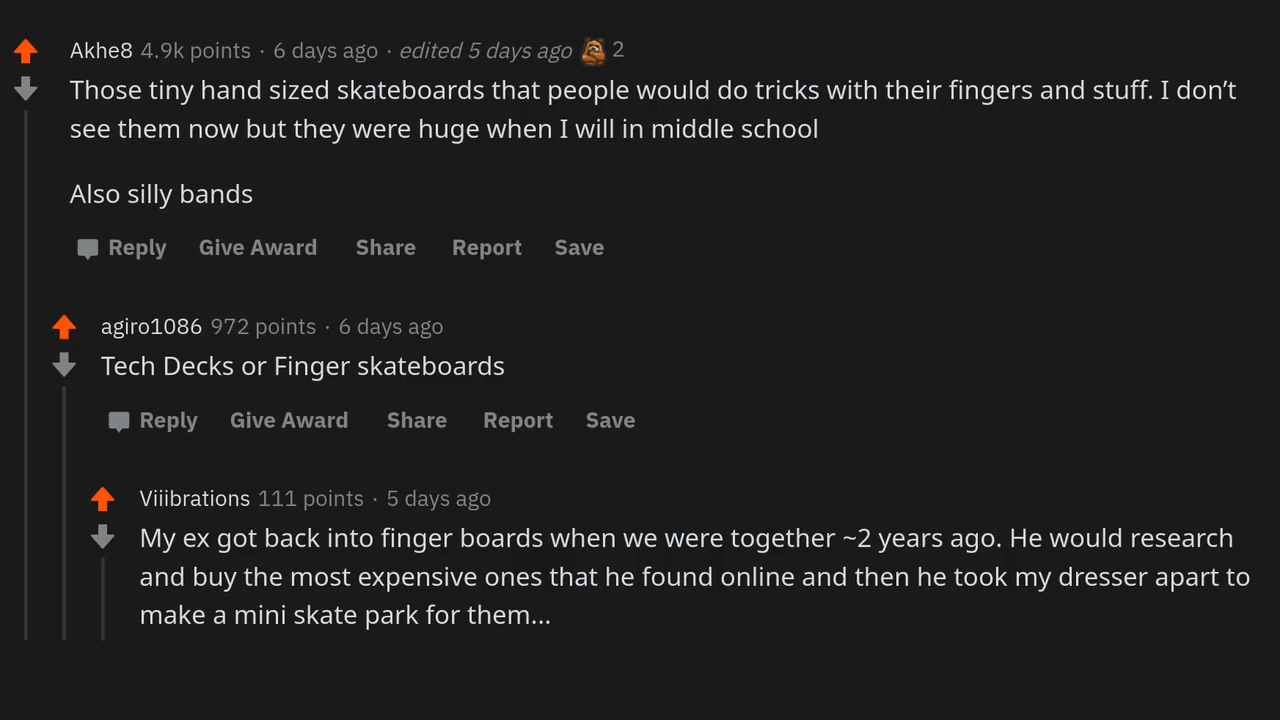 Akhe8 4.9k points · 6 days ago · edited 5 days ago 2
Those tiny hand sized skateboards that people would do tricks with their fingers and stuff. I don’t
see them now but they were huge when I will in middle school
Also silly bands
Reply Give Award Share Report Save
agiro1086 972 points · 6 days ago
Tech Decks or Finger skateboards
Reply Give Award Share Report Save
Viiibrations 111 points · 5 days ago
My ex got back into finger boards when we were together ~2 years ago. He would research
and buy the most expensive ones that he found online and then he took my dresser apart to
make a mini skate park for them...